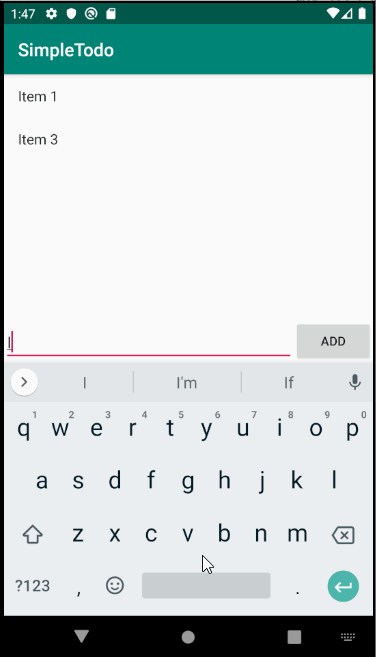 1:47
SimpleTodo
Item 1
Item 3
I
ADD
I I'm If
1 2 3 4 5 6 7 8 9 0
q w e r t y u i o p
a s d f g h j k l
z x c v b n m
?123 , .